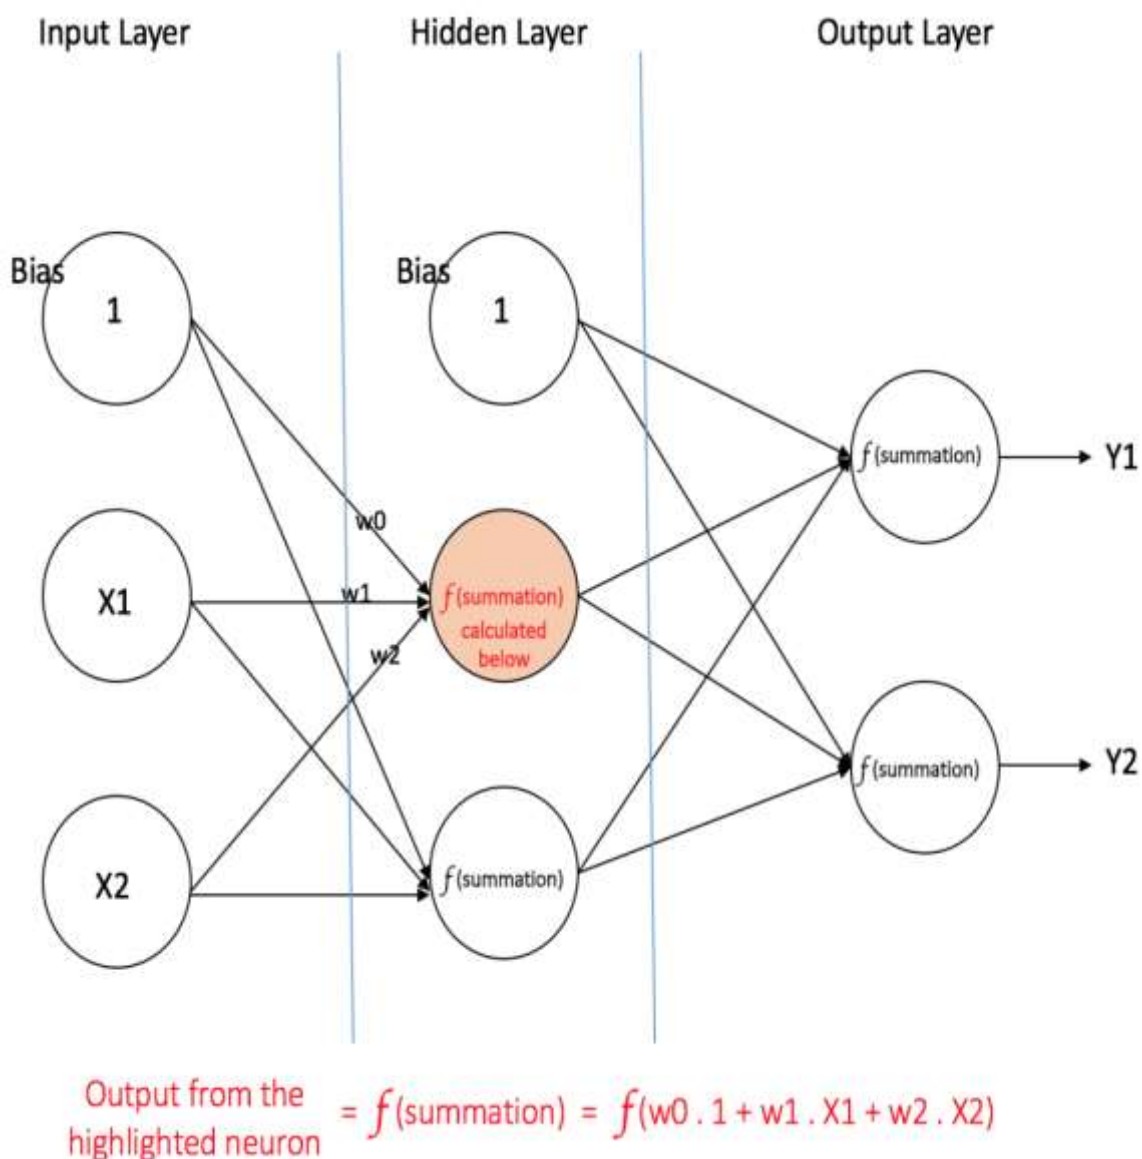 Input Layer
Hidden Layer
Output Layer
Bias
1
Bias
1
f(summation)
Y1
w0
X1
w1
f(summation)
calculated
below
w2
f(summation)
Y2
X2
f(summation)
Output from the
highlighted neuron
= f(summation) = f(w0 . 1 + w1 . X1 + w2 . X2)